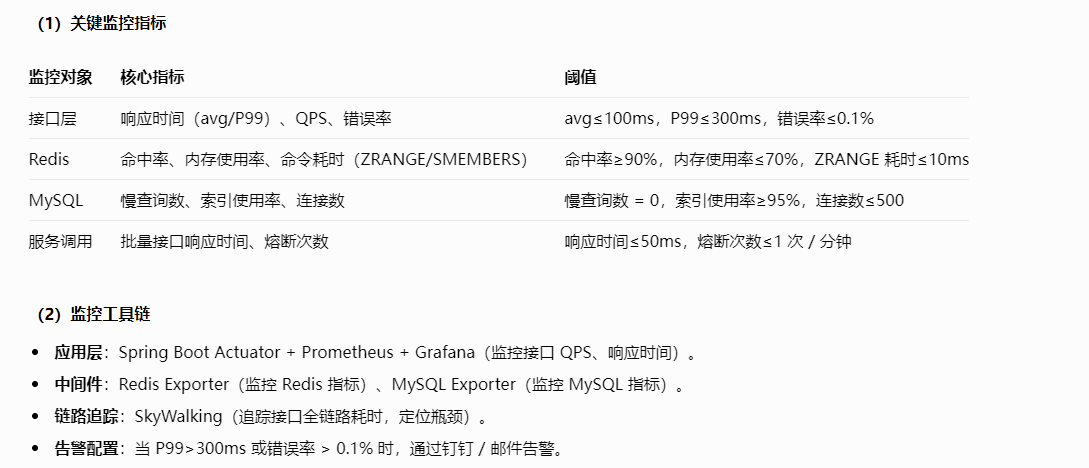 （1）关键监控指标
监控对象 核心指标 阈值
接口层 响应时间（avg/P99）、QPS、错误率 avg≤100ms，P99≤300ms，错误率≤0.1%
Redis 命中率、内存使用率、命令耗时（ZRANGE/SMEMBERS） 命中率≥90%，内存使用率≤70%，ZRANGE 耗时≤10ms
MySQL 慢查询数、索引使用率、连接数 慢查询数 = 0，索引使用率≥95%，连接数≤500
服务调用 批量接口响应时间、熔断次数 响应时间≤50ms，熔断次数≤1 次 / 分钟
（2）监控工具链
• 应用层：Spring Boot Actuator + Prometheus + Grafana（监控接口 QPS、响应时间）。
• 中间件：Redis Exporter（监控 Redis 指标）、MySQL Exporter（监控 MySQL 指标）。
• 链路追踪：SkyWalking（追踪接口全链路耗时，定位瓶颈）。
• 告警配置：当 P99>300ms 或错误率 > 0.1% 时，通过钉钉 / 邮件告警。